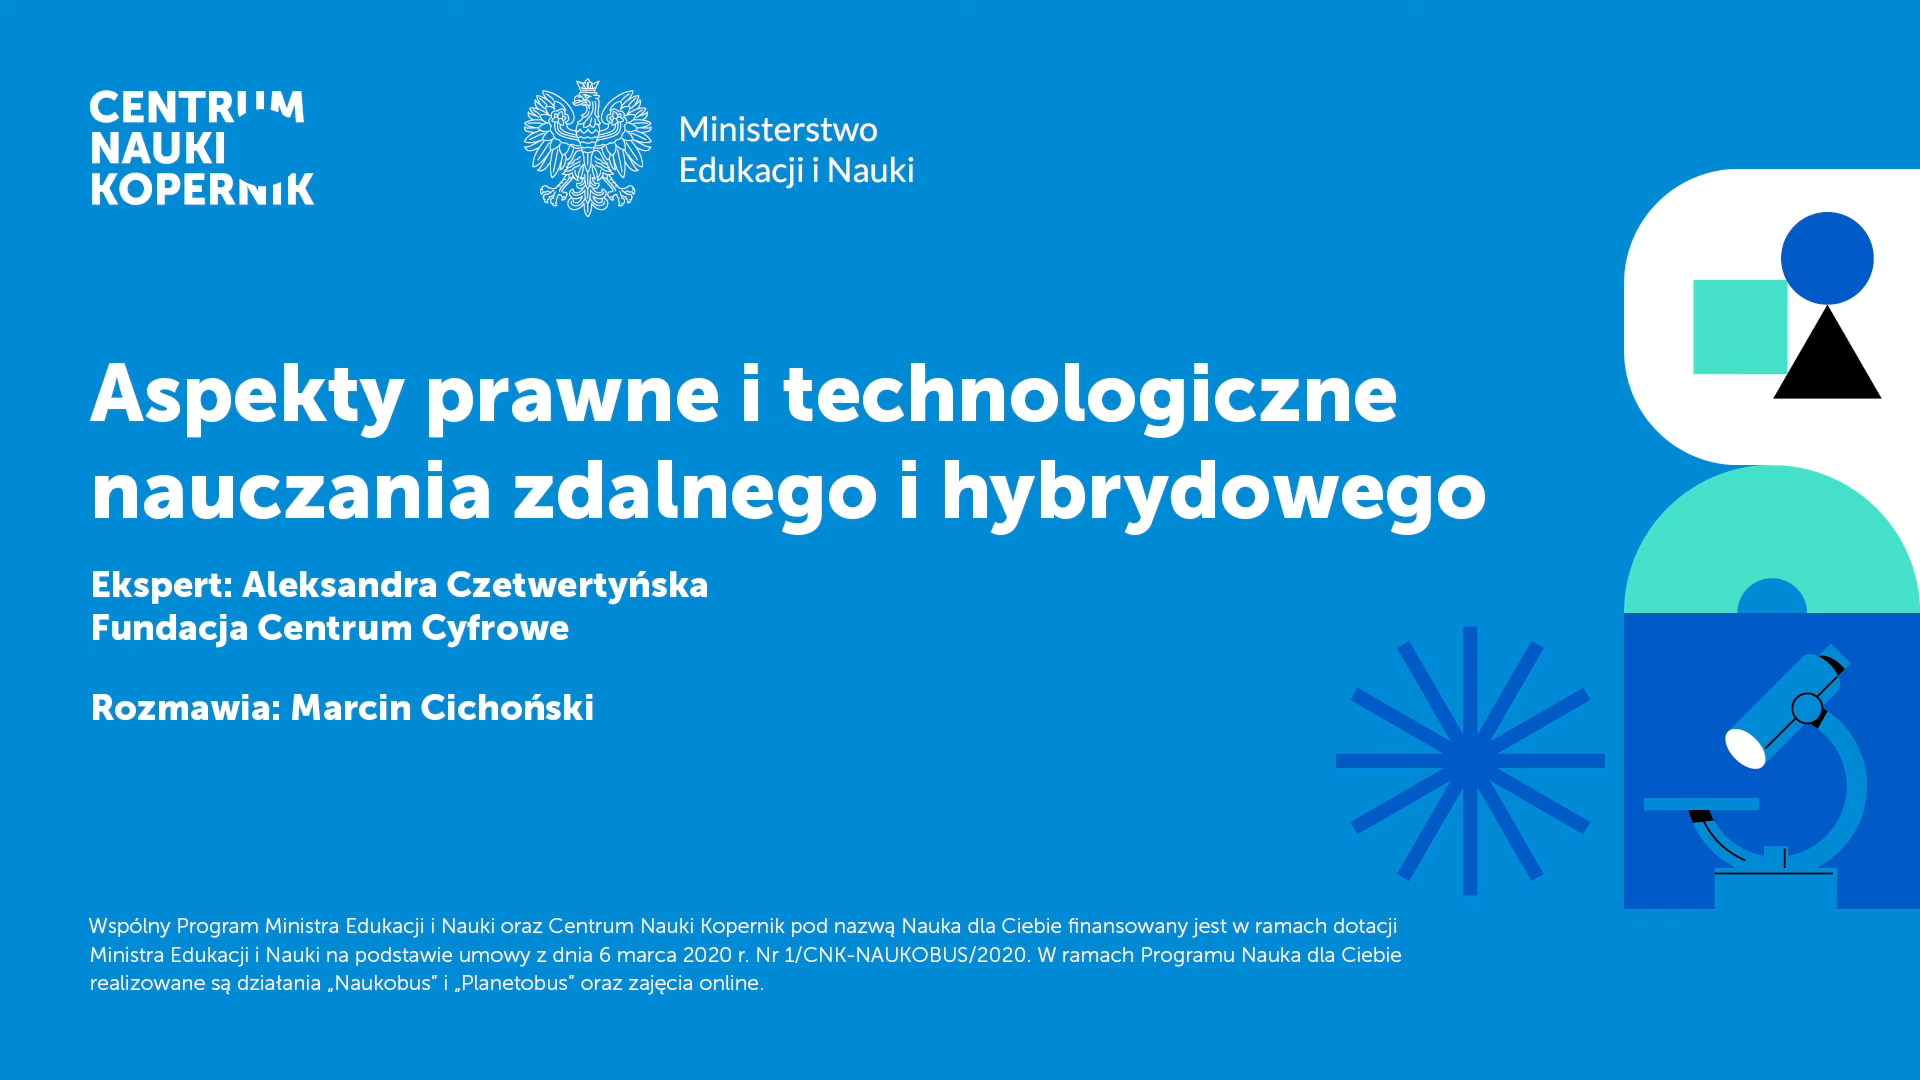 CENTRUM
NAUKI
KOPERNIK
Ministerstwo
Edukacji i Nauki
Aspekty prawne i technologiczne
nauczania zdalnego i hybrydowego
Ekspert: Aleksandra Czetwertyńska
Fundacja Centrum Cyfrowe
Rozmawia: Marcin Cichoński
Wspólny Program Ministra Edukacji i Nauki oraz Centrum Nauki Kopernik pod nazwą Nauka dla Ciebie finansowany jest w ramach dotacji
Ministra Edukacji i Nauki na podstawie umowy z dnia 6 marca 2020 r. Nr 1/CNK-NAUKOBUS/2020. W ramach Programu Nauka dla Ciebie
realizowane są działania „Naukobus” i „Planetobus” oraz zajęcia online.